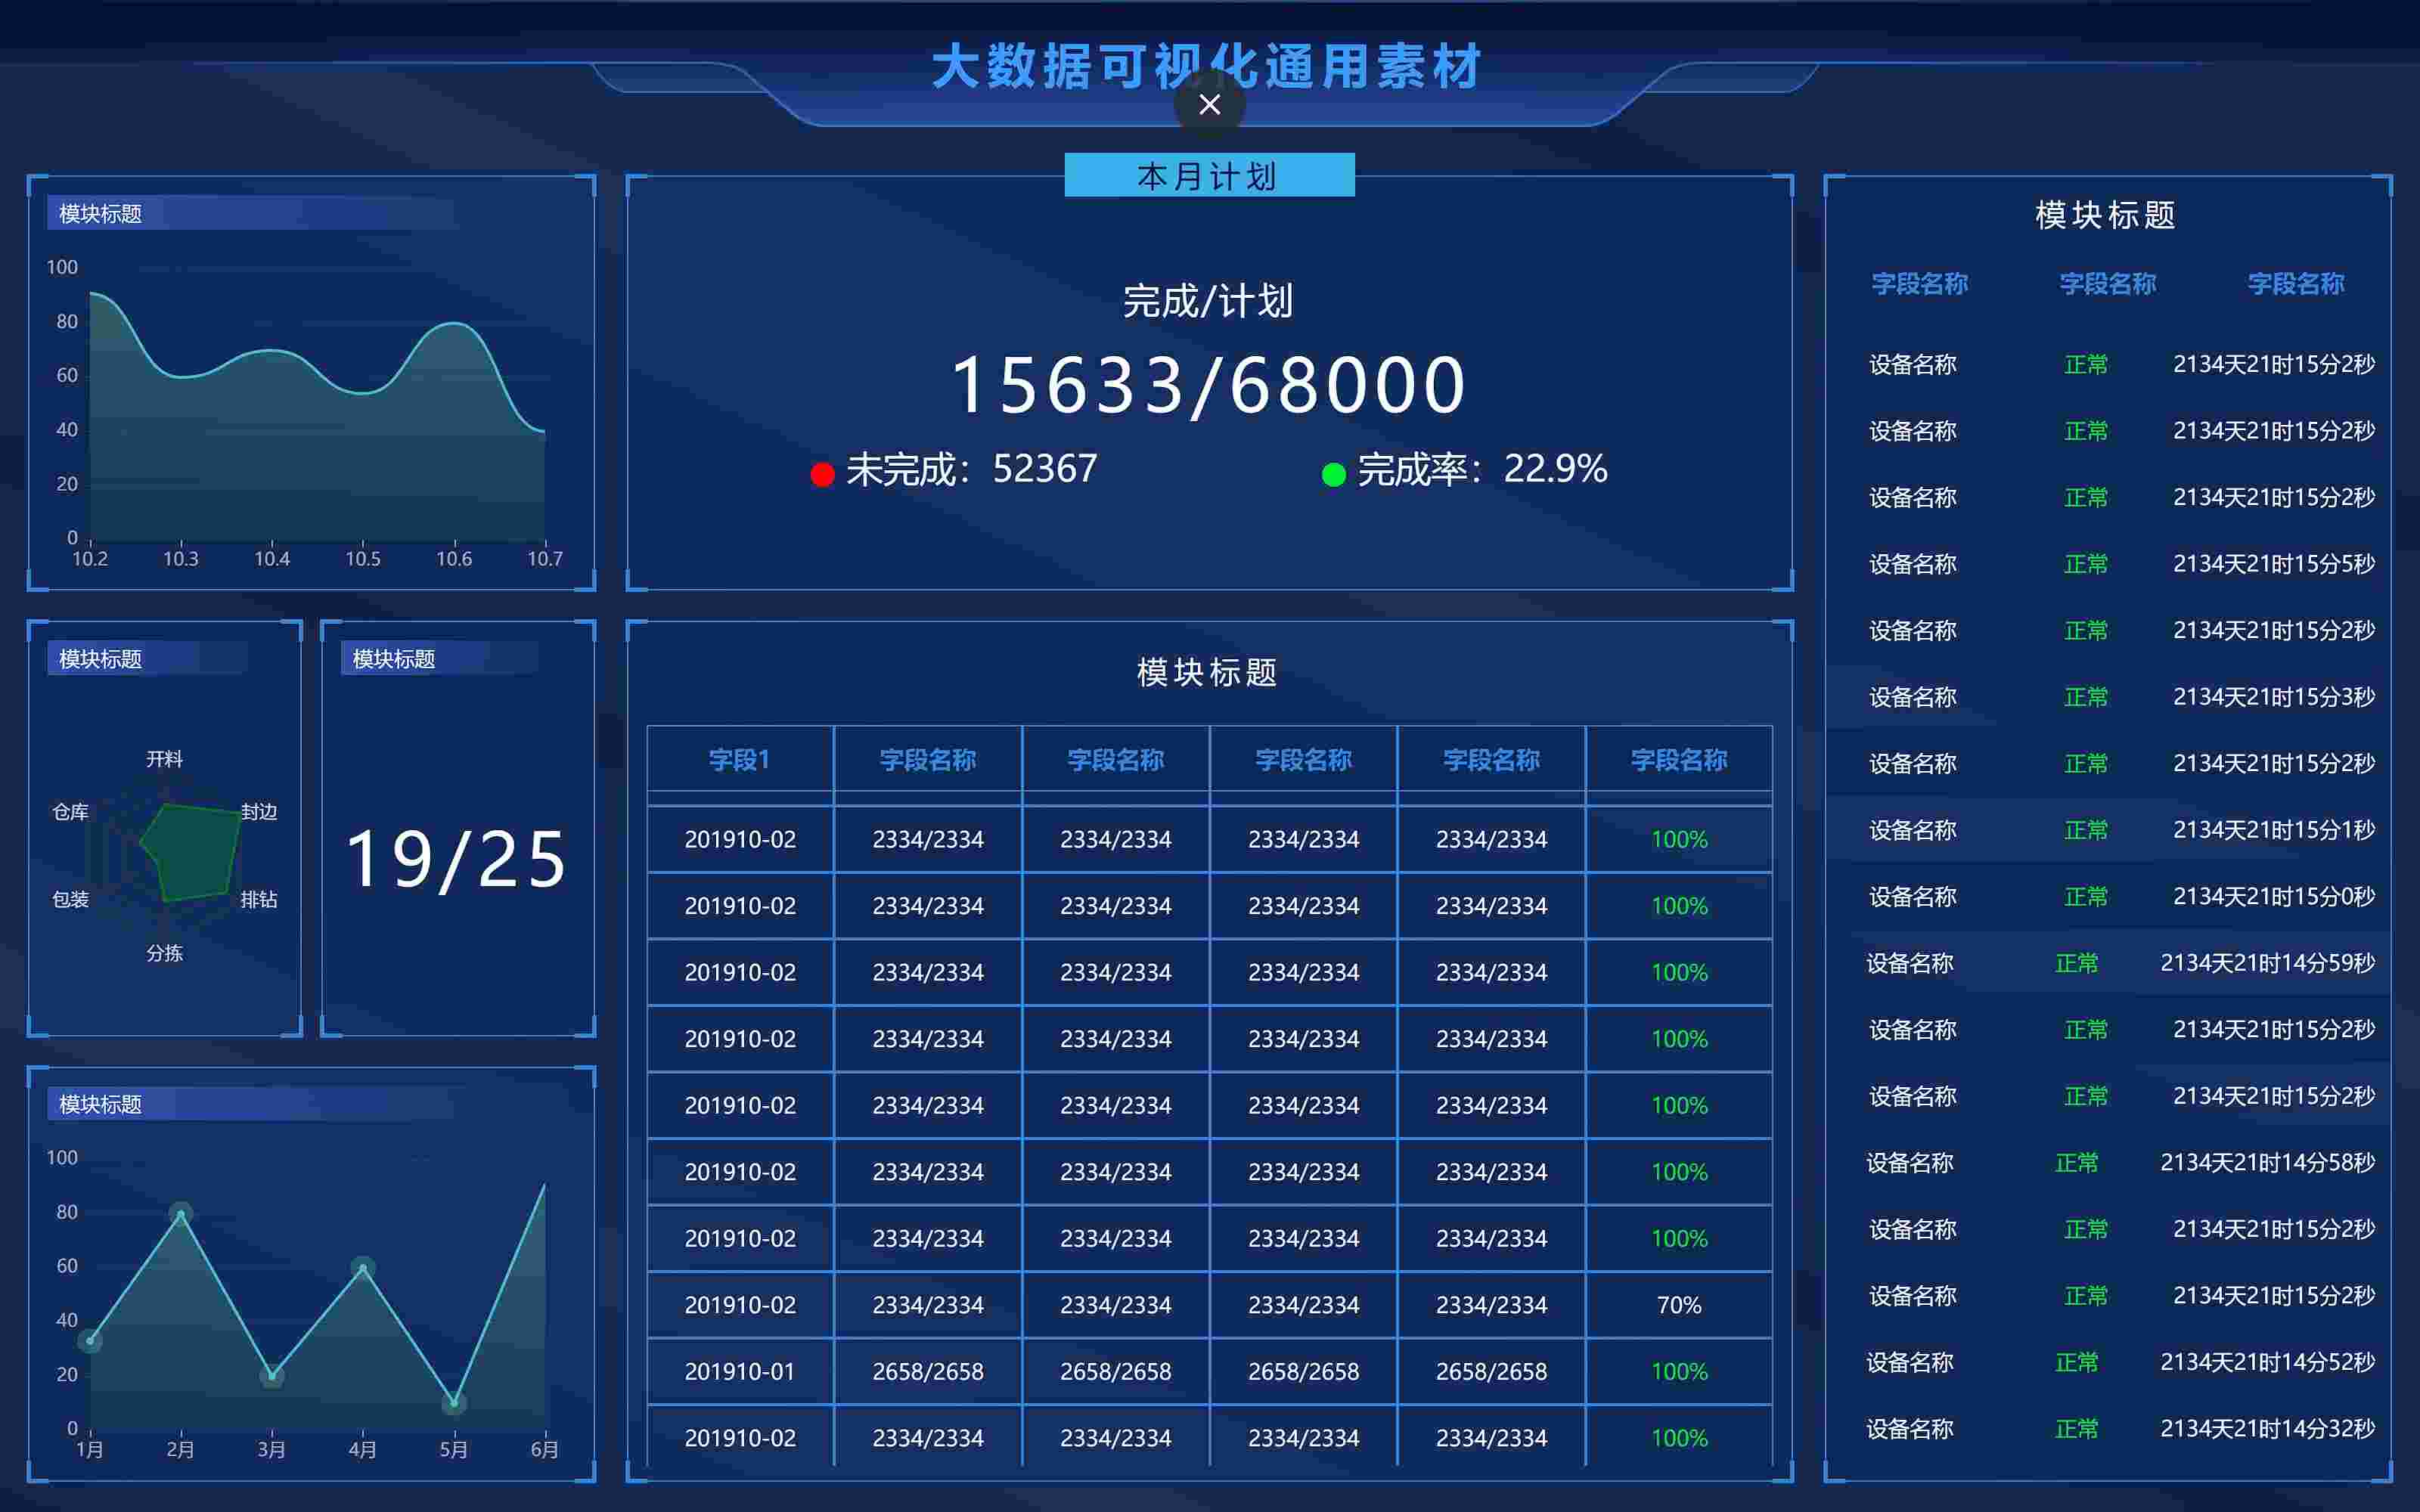 大数据可视化通用素材
模块标题
100
80
60
40
20
0
10.2 10.3 10.4 10.5 10.6 10.7
本月计划
完成/计划
15633/68000
未完成：52367 完成率：22.9%
模块标题
开料
仓库 封边
包装 排钻
分拣
模块标题
19/25
模块标题
100
80
60
40
20
0
1月 2月 3月 4月 5月 6月
模块标题
字段1 字段名称 字段名称 字段名称 字段名称 字段名称
201910-02 2334/2334 2334/2334 2334/2334 2334/2334 100%
201910-02 2334/2334 2334/2334 2334/2334 2334/2334 100%
201910-02 2334/2334 2334/2334 2334/2334 2334/2334 100%
201910-02 2334/2334 2334/2334 2334/2334 2334/2334 100%
201910-02 2334/2334 2334/2334 2334/2334 2334/2334 100%
201910-02 2334/2334 2334/2334 2334/2334 2334/2334 100%
201910-02 2334/2334 2334/2334 2334/2334 2334/2334 100%
201910-02 2334/2334 2334/2334 2334/2334 2334/2334 70%
201910-01 2658/2658 2658/2658 2658/2658 2658/2658 100%
201910-02 2334/2334 2334/2334 2334/2334 2334/2334 100%
模块标题
字段名称 字段名称 字段名称
设备名称 正常 2134天21时15分2秒
设备名称 正常 2134天21时15分2秒
设备名称 正常 2134天21时15分2秒
设备名称 正常 2134天21时15分5秒
设备名称 正常 2134天21时15分2秒
设备名称 正常 2134天21时15分3秒
设备名称 正常 2134天21时15分2秒
设备名称 正常 2134天21时15分1秒
设备名称 正常 2134天21时15分0秒
设备名称 正常 2134天21时14分59秒
设备名称 正常 2134天21时15分2秒
设备名称 正常 2134天21时15分2秒
设备名称 正常 2134天21时14分58秒
设备名称 正常 2134天21时15分2秒
设备名称 正常 2134天21时15分2秒
设备名称 正常 2134天21时14分52秒
设备名称 正常 2134天21时14分32秒